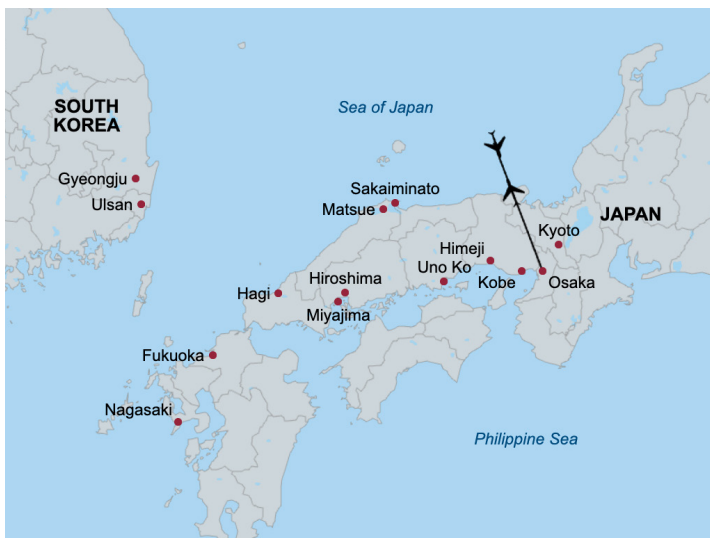 Sea of Japan
SOUTH
KOREA
Gyeongju
Ulsan
Sakaiminato
Matsue
JAPAN
Kyoto
Himeji
Uno Ko
Kobe
Osaka
Hiroshima
Hagi
Miyajima
Fukuoka
Nagasaki
Philippine Sea